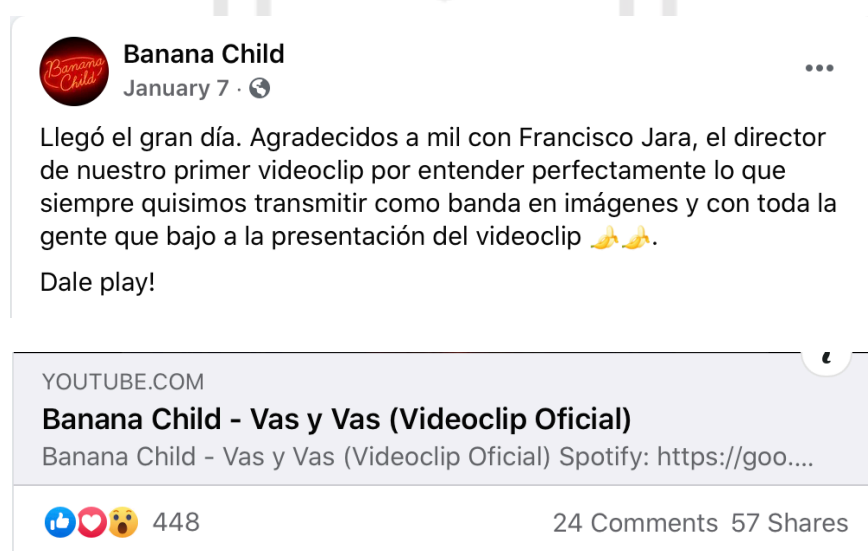 Banana Child
Banana Child
January 7 ·
Llegó el gran día. Agradecidos a mil con Francisco Jara, el director
de nuestro primer videoclip por entender perfectamente lo que
siempre quisimos transmitir como banda en imágenes y con toda la
gente que bajo a la presentación del videoclip 🍌🍌.
Dale play!
YOUTUBE.COM
Banana Child - Vas y Vas (Videoclip Oficial)
Banana Child - Vas y Vas (Videoclip Oficial) Spotify: https://goo....
448
24 Comments 57 Shares